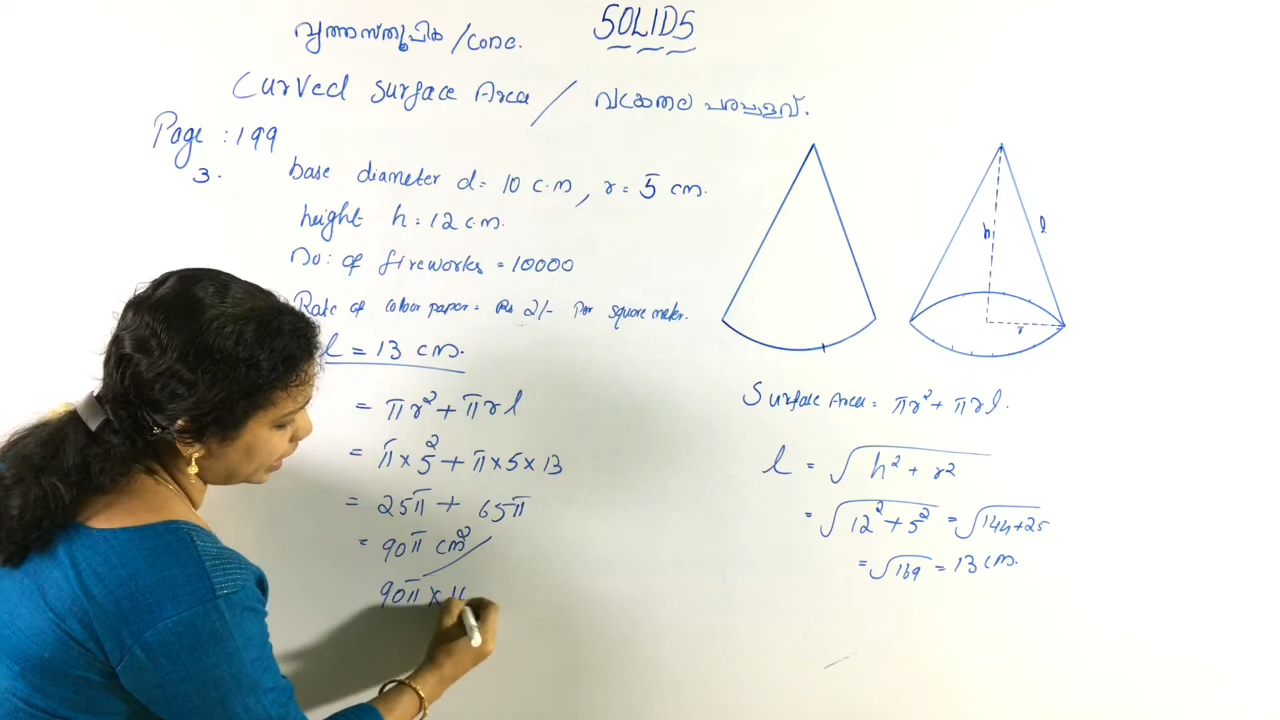 SOLIDS
വൃത്തസ്തൂപിക /cone.
Curved Surface Area / വക്രതല പരപ്പളവ്.
Page : 199
3.
base diameter d = 10 c.m, r = 5 cm.
height h = 12 c.m.
No: of fireworks = 10000
Rate of colour paper = Rs 2/- Per square meter.
l = 13 cm.
= πr² + πrl
= π×5² + π×5×13
= 25π + 65π
= 90π cm²
90π ×
h
l
r
Surface Area = πr² + πrl.
l = √h² + r²
= √12² + 5² = √144+25
= √169 = 13 cm.